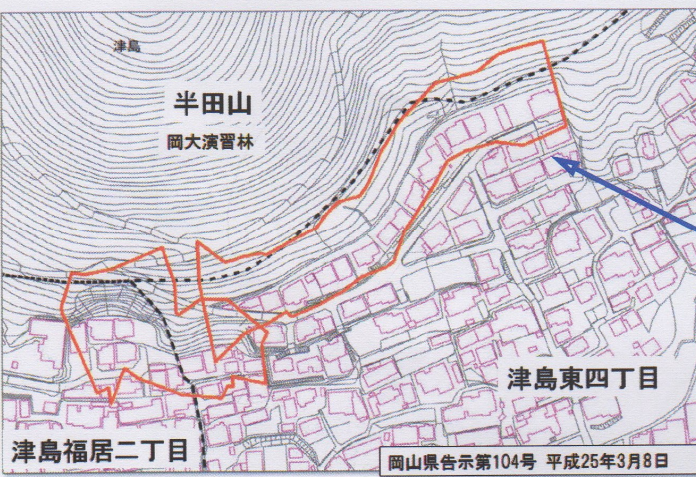 津島
半田山
岡大演習林
津島東四丁目
津島福居二丁目
岡山県告示第104号 平成25年3月8日